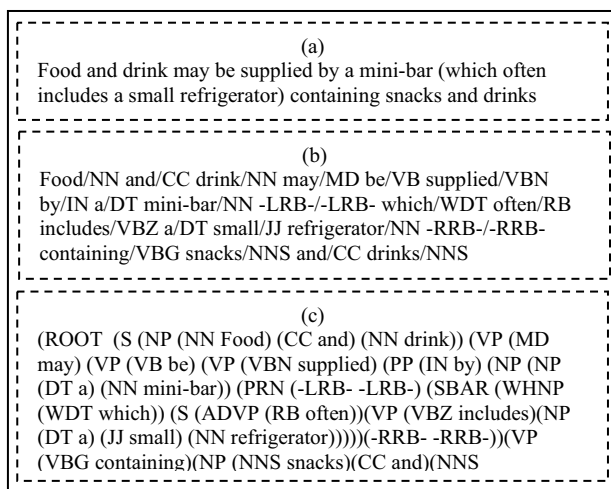 (a)
Food and drink may be supplied by a mini-bar (which often
includes a small refrigerator) containing snacks and drinks
(b)
Food/NN and/CC drink/NN may/MD be/VB supplied/VBN
by/IN a/DT mini-bar/NN -LRB-/-LRB- which/WDT often/RB
includes/VBZ a/DT small/JJ refrigerator/NN -RRB-/-RRB-
containing/VBG snacks/NNS and/CC drinks/NNS
(c)
(ROOT (S (NP (NN Food) (CC and) (NN drink)) (VP (MD
may) (VP (VB be) (VP (VBN supplied) (PP (IN by) (NP (NP
(DT a) (NN mini-bar)) (PRN (-LRB- -LRB-) (SBAR (WHNP
(WDT which)) (S (ADVP (RB often))(VP (VBZ includes)(NP
(DT a) (JJ small) (NN refrigerator)))))(-RRB- -RRB-))(VP
(VBG containing)(NP (NNS snacks)(CC and)(NNS